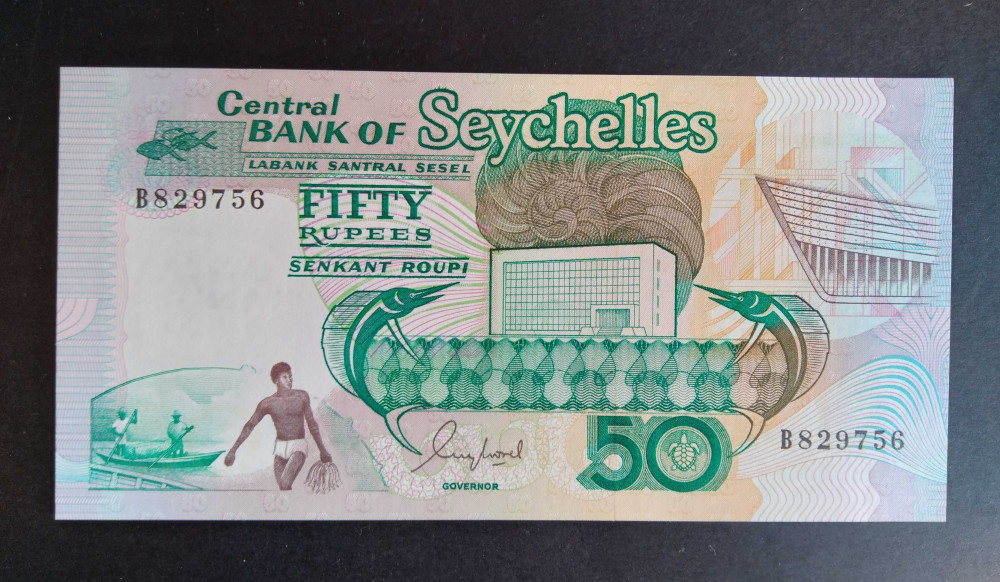 Central
BANK OF Seychelles
LABANK SANTRAL SESEL
B829756
FIFTY
RUPEES
SENKANT ROUPI
50
B829756
GOVERNOR